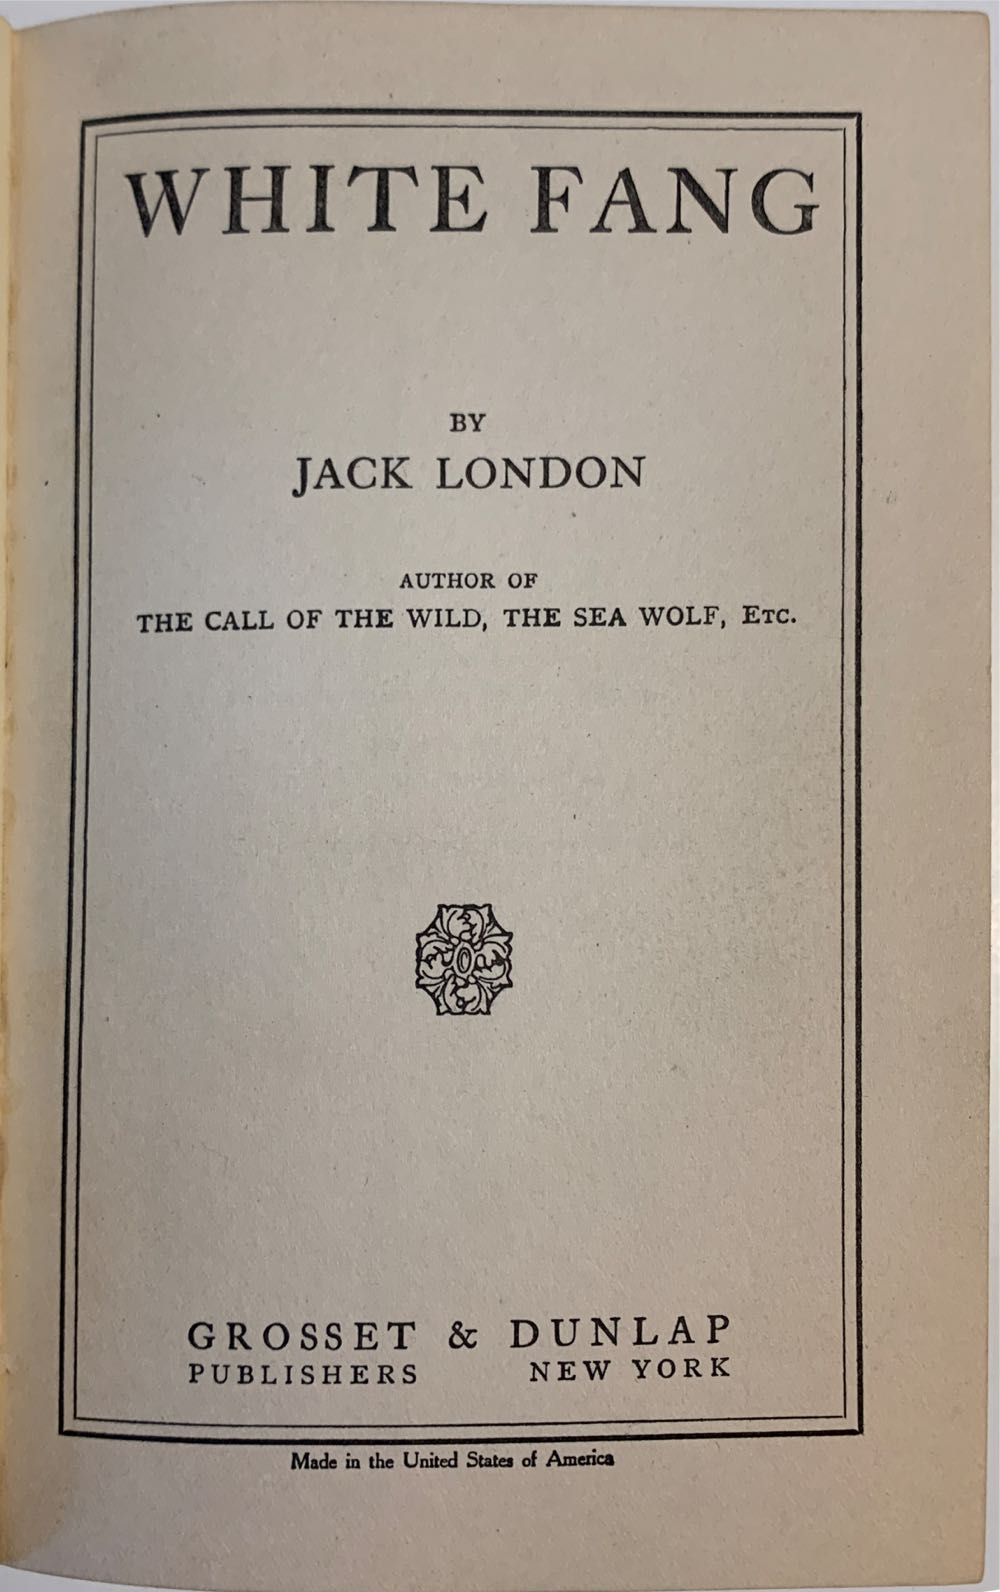 WHITE FANG
BY
JACK LONDON
AUTHOR OF
THE CALL OF THE WILD, THE SEA WOLF, ETC.
GROSSET & DUNLAP
PUBLISHERS NEW YORK
Made in the United States of America